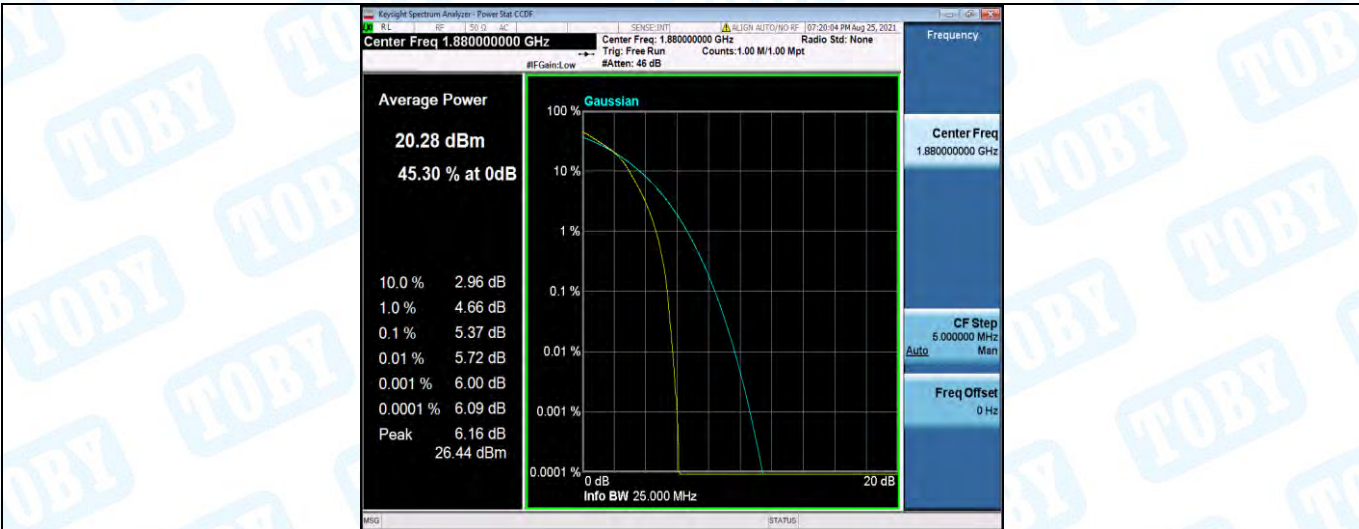 Keysight Spectrum Analyzer - Power Stat CCDF
RL RF 50 Ω AC SENSE:INT ALIGN AUTO/NO RF 07:20:04 PM Aug 25, 2021
Center Freq 1.880000000 GHz
Center Freq: 1.880000000 GHz Radio Std: None
Trig: Free Run Counts:1.00 M/1.00 Mpt
#IFGain:Low #Atten: 46 dB
Frequency
Average Power
20.28 dBm
45.30 % at 0dB
10.0 % 2.96 dB
1.0 % 4.66 dB
0.1 % 5.37 dB
0.01 % 5.72 dB
0.001 % 6.00 dB
0.0001 % 6.09 dB
Peak 6.16 dB
26.44 dBm
Gaussian
100 %
10 %
1 %
0.1 %
0.01 %
0.001 %
0.0001 %
0 dB 20 dB
Info BW 25.000 MHz
Center Freq
1.880000000 GHz
CF Step
5.000000 MHz
Auto Man
Freq Offset
0 Hz
MSG STATUS
TOBY
TOBY
TOBY
TOBY
TOBY
TOBY
TOBY
TOBY